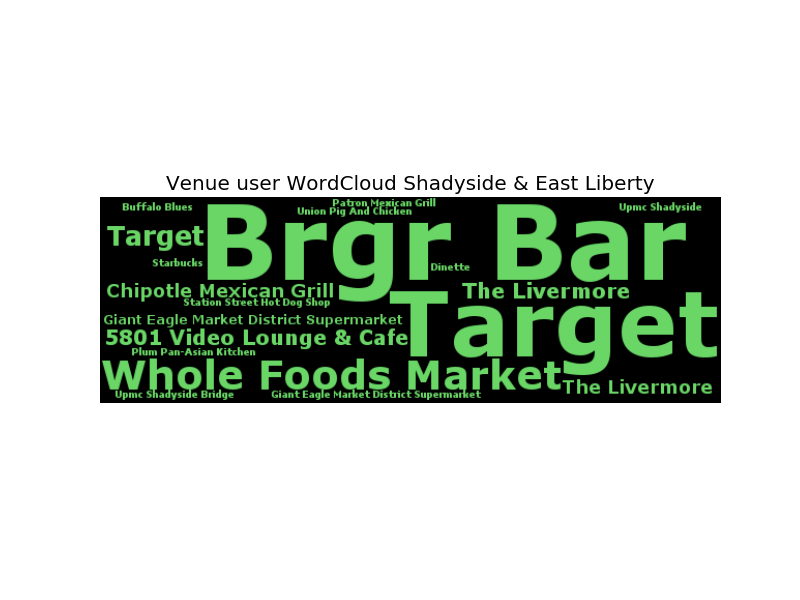 Venue user WordCloud Shadyside & East Liberty
Patron Mexican Grill
Buffalo Blues
Union Pig And Chicken
Upmc Shadyside
Brgr Bar
Target
Starbucks
Dinette
Chipotle Mexican Grill
The Livermore
Station Street Hot Dog Shop
Giant Eagle Market District Supermarket
Target
5801 Video Lounge & Cafe
Plum Pan-Asian Kitchen
Whole Foods Market
The Livermore
Upmc Shadyside Bridge
Giant Eagle Market District Supermarket